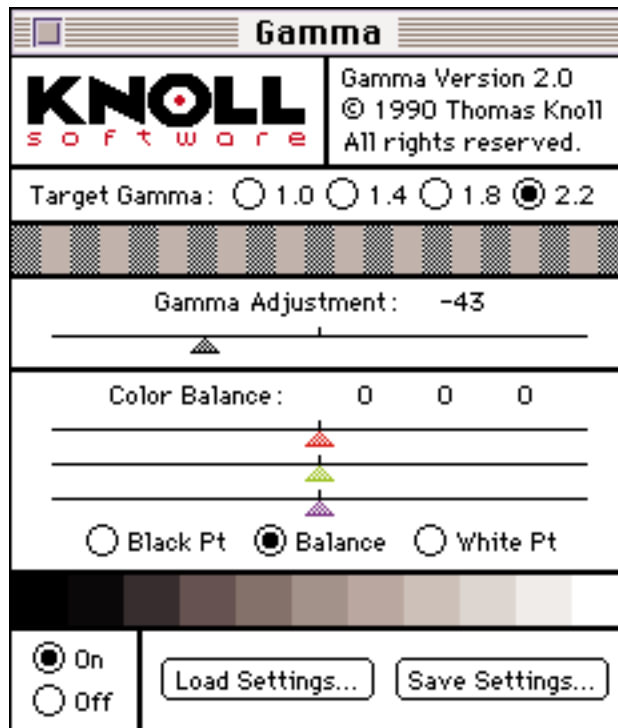 Gamma
KNOLL
software
Gamma Version 2.0
© 1990 Thomas Knoll
All rights reserved.
Target Gamma: 1.0 1.4 1.8 2.2
Gamma Adjustment: -43
Color Balance: 0 0 0
Black Pt Balance White Pt
On
Off
Load Settings... Save Settings...